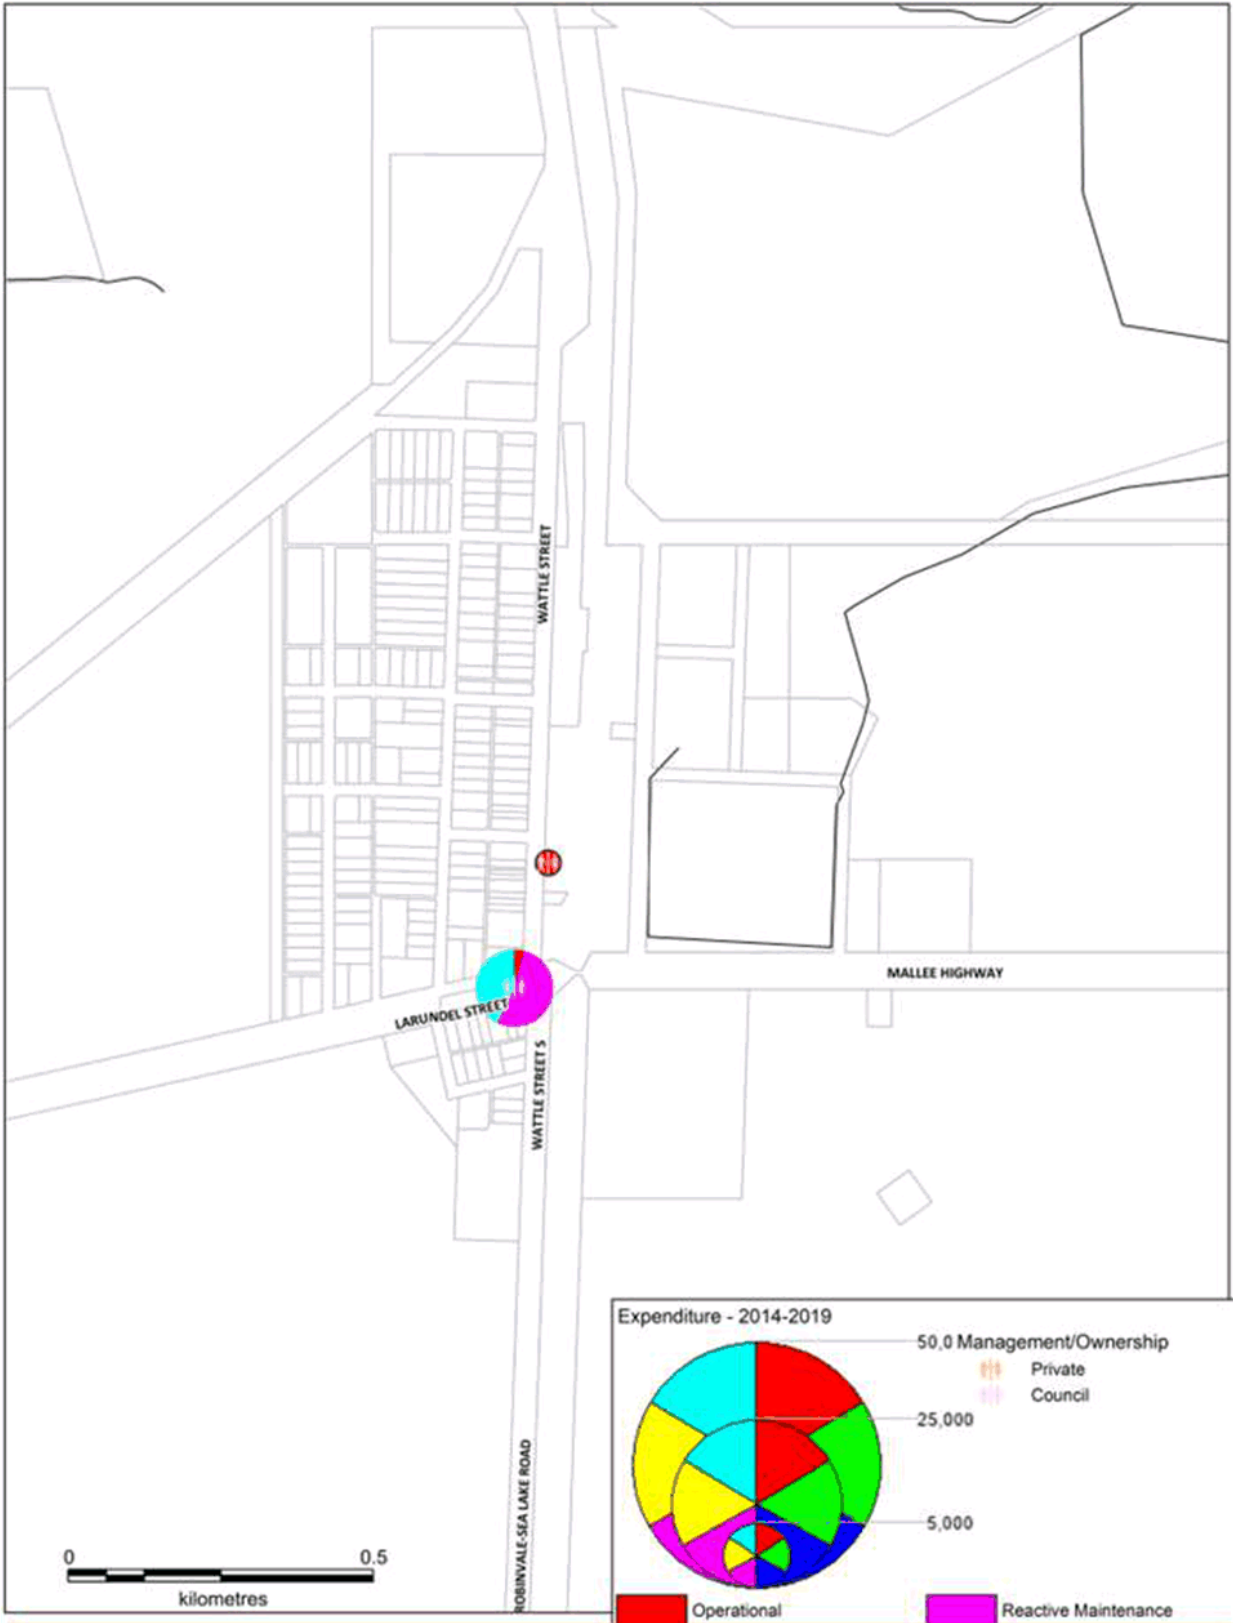 WATTLE STREET
MALLEE HIGHWAY
LARUNDEL STREET
WATTLE STREET S
ROBINVALE-SEA LAKE ROAD
Expenditure - 2014-2019
50,0 Management/Ownership
Private
Council
25,000
5,000
0 0.5
kilometres
Operational Reactive Maintenance